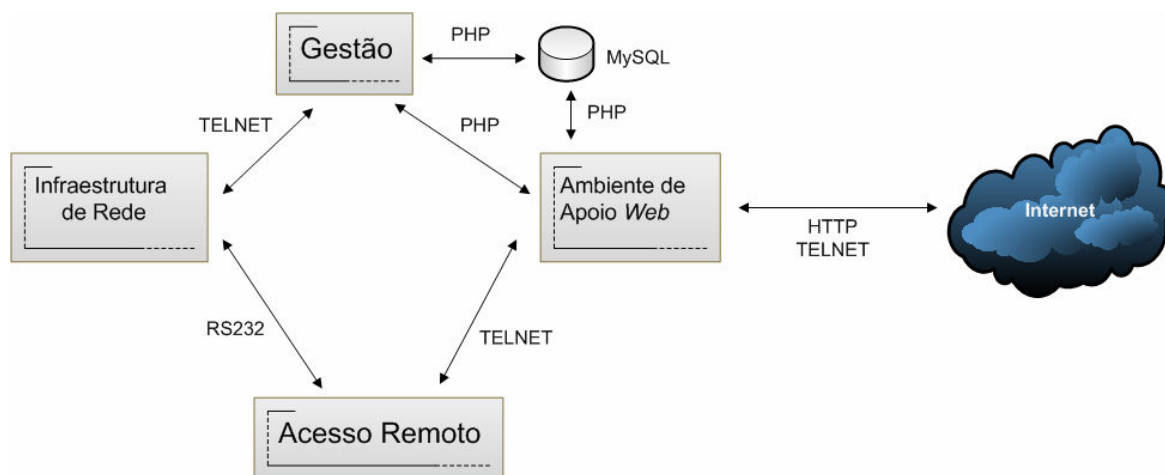 Gestão
PHP
MySQL
TELNET
PHP
PHP
Infraestrutura
de Rede
Ambiente de
Apoio Web
Internet
HTTP
TELNET
RS232
TELNET
Acesso Remoto